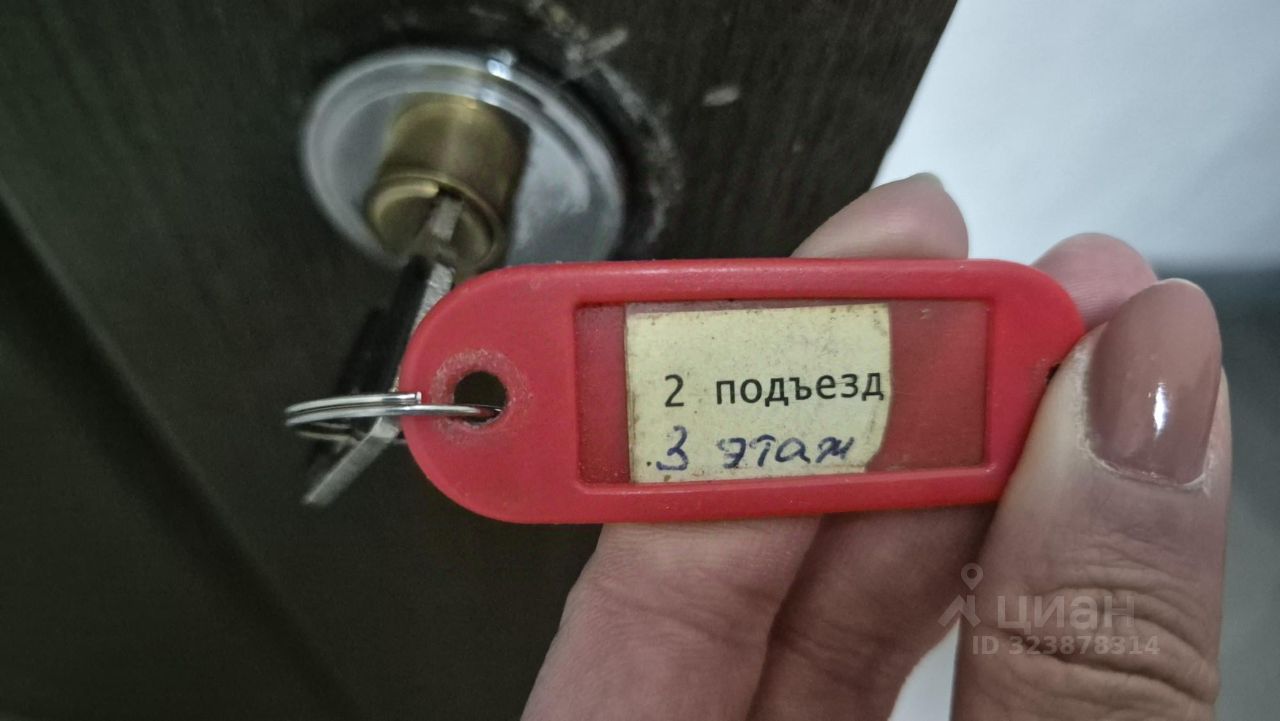 2 подъезд
3 этаж
циан
ID 323878314